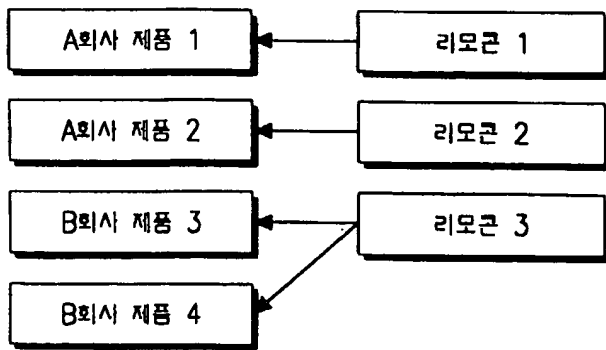 A회사 제품 1
리모콘 1
A회사 제품 2
리모콘 2
B회사 제품 3
리모콘 3
B회사 제품 4